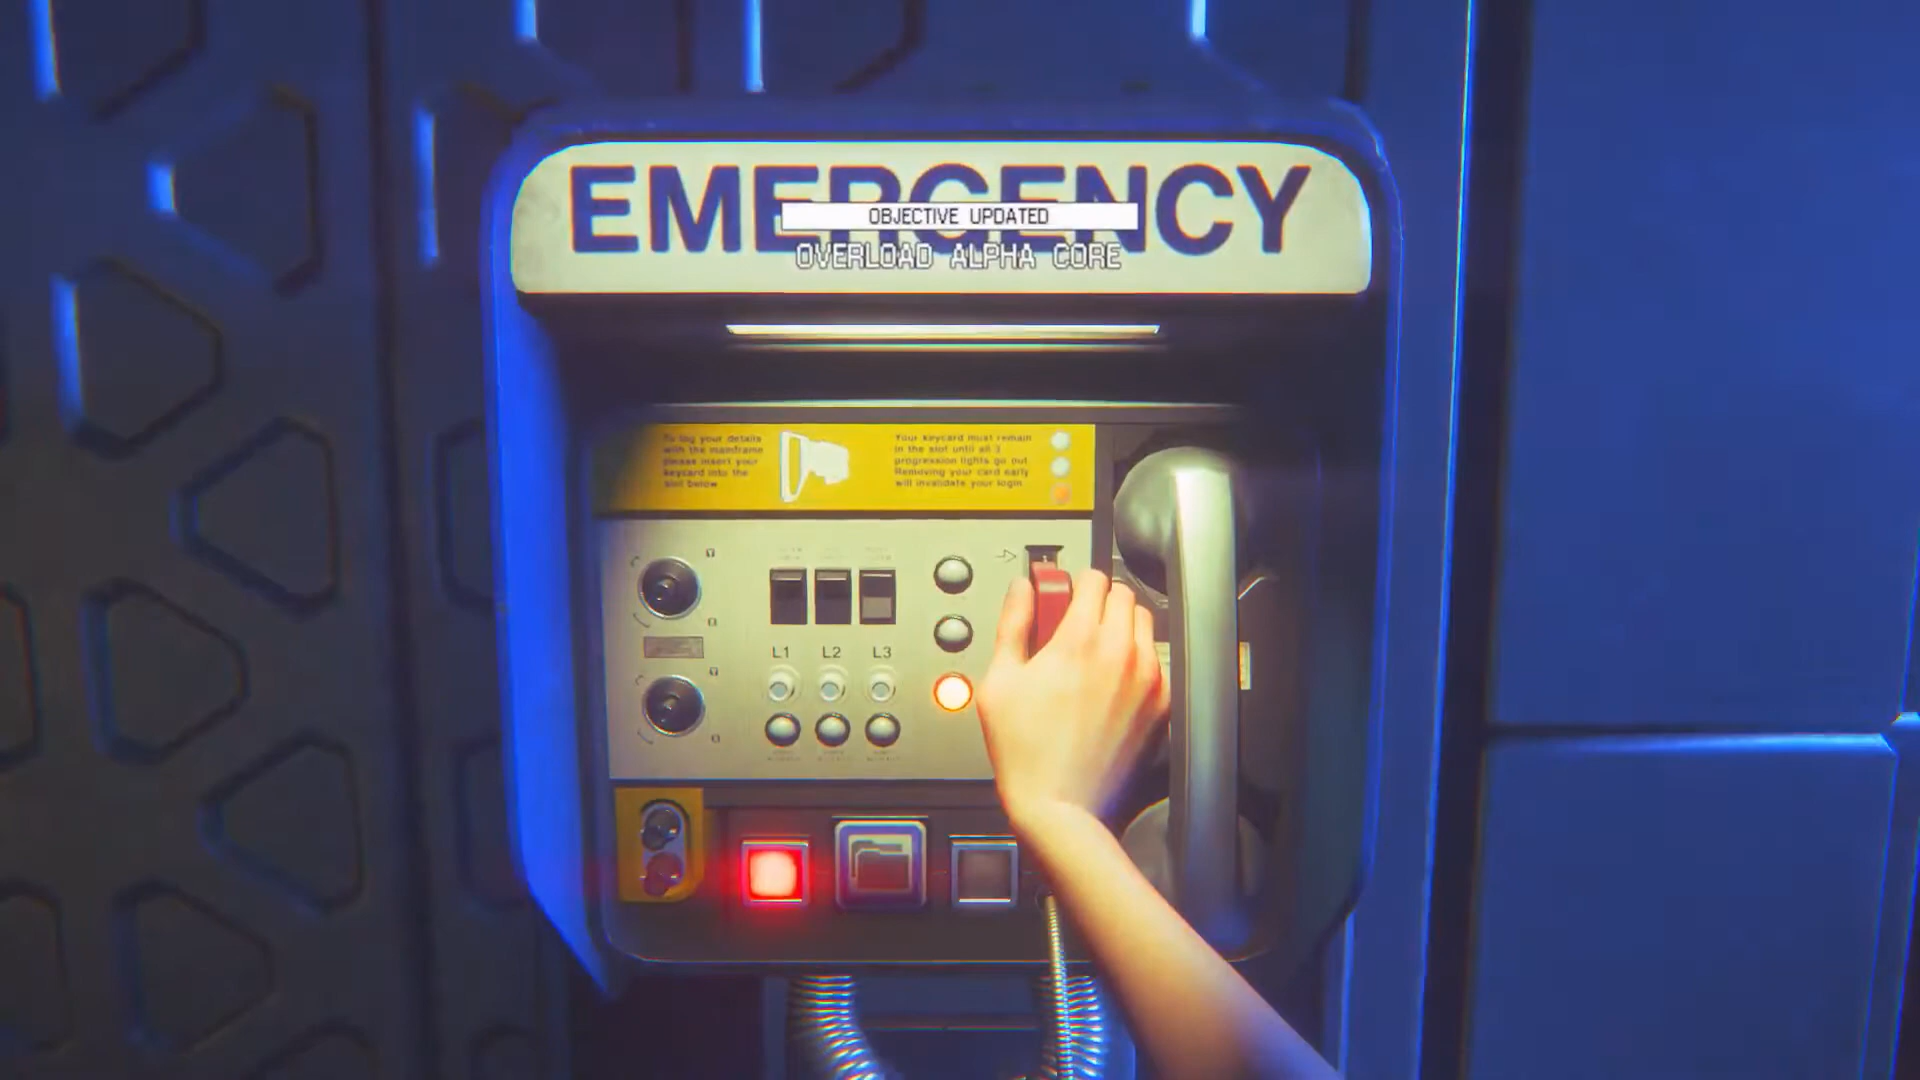 EMERGENCY
OBJECTIVE UPDATED
OVERLOAD ALPHA CORE
To log your details
with the mainframe
please insert your
keycard into the
slot below
Your keycard must remain
in the slot until all 3
progression lights go out.
Removing your card early
will invalidate your login
L1 L2 L3